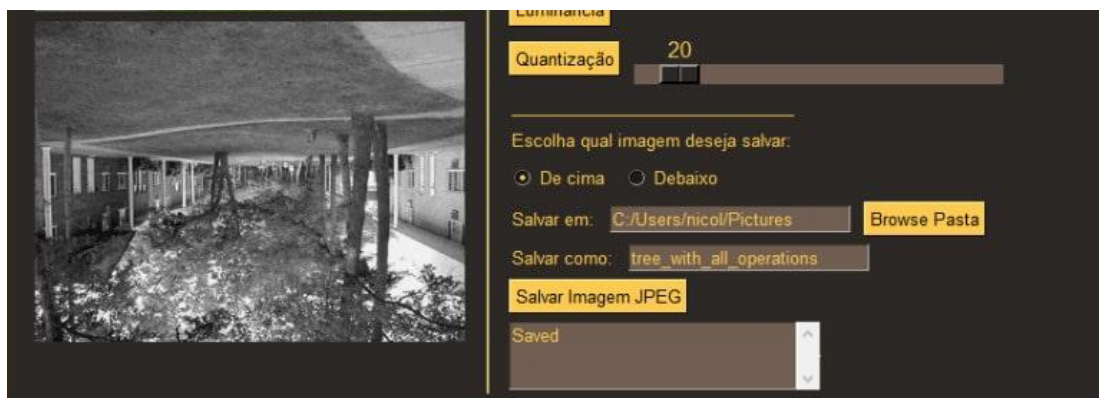 Luminância
20
Quantização
Escolha qual imagem deseja salvar:
De cima Debaixo
Salvar em: C:/Users/nicol/Pictures Browse Pasta
Salvar como: tree_with_all_operations
Salvar Imagem JPEG
Saved